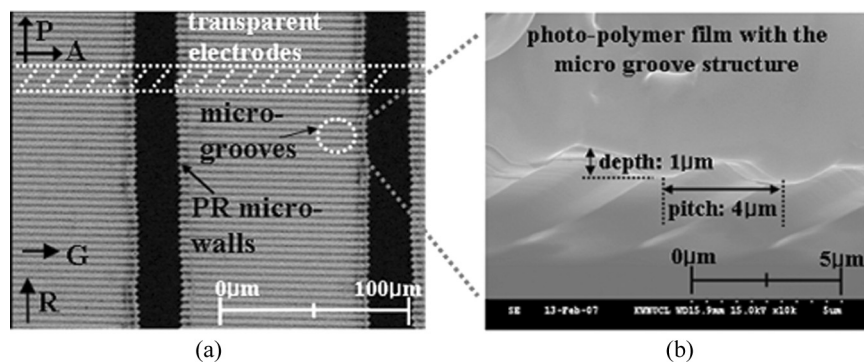 P
A
transparent
electrodes
micro-
grooves
PR micro-
walls
G
R
0μm 100μm
(a)
photo-polymer film with the
micro groove structure
depth: 1μm
pitch: 4μm
0μm 5μm
SE 13-Feb-07 WD15.9mm 15.0kV x10k 5um
(b)